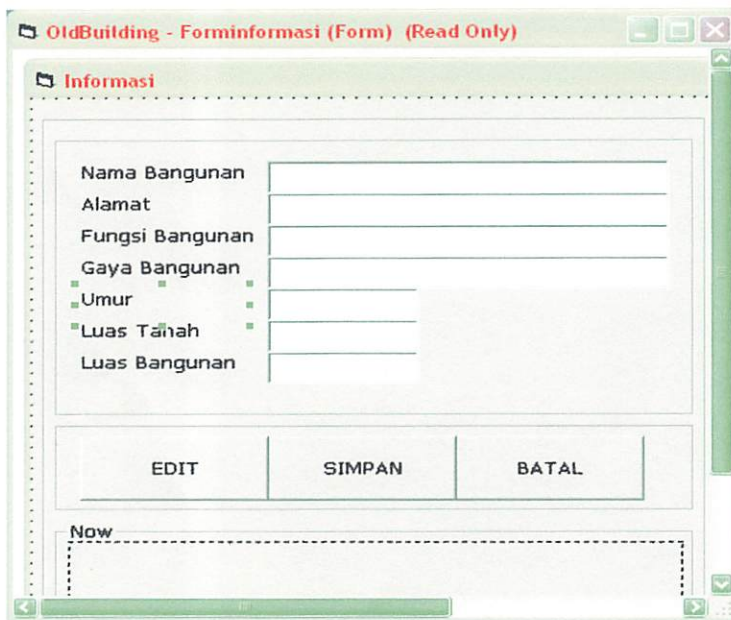 OldBuilding - Forminformasi (Form) (Read Only)
Informasi
Nama Bangunan
Alamat
Fungsi Bangunan
Gaya Bangunan
Umur
Luas Tanah
Luas Bangunan
EDIT SIMPAN BATAL
Now